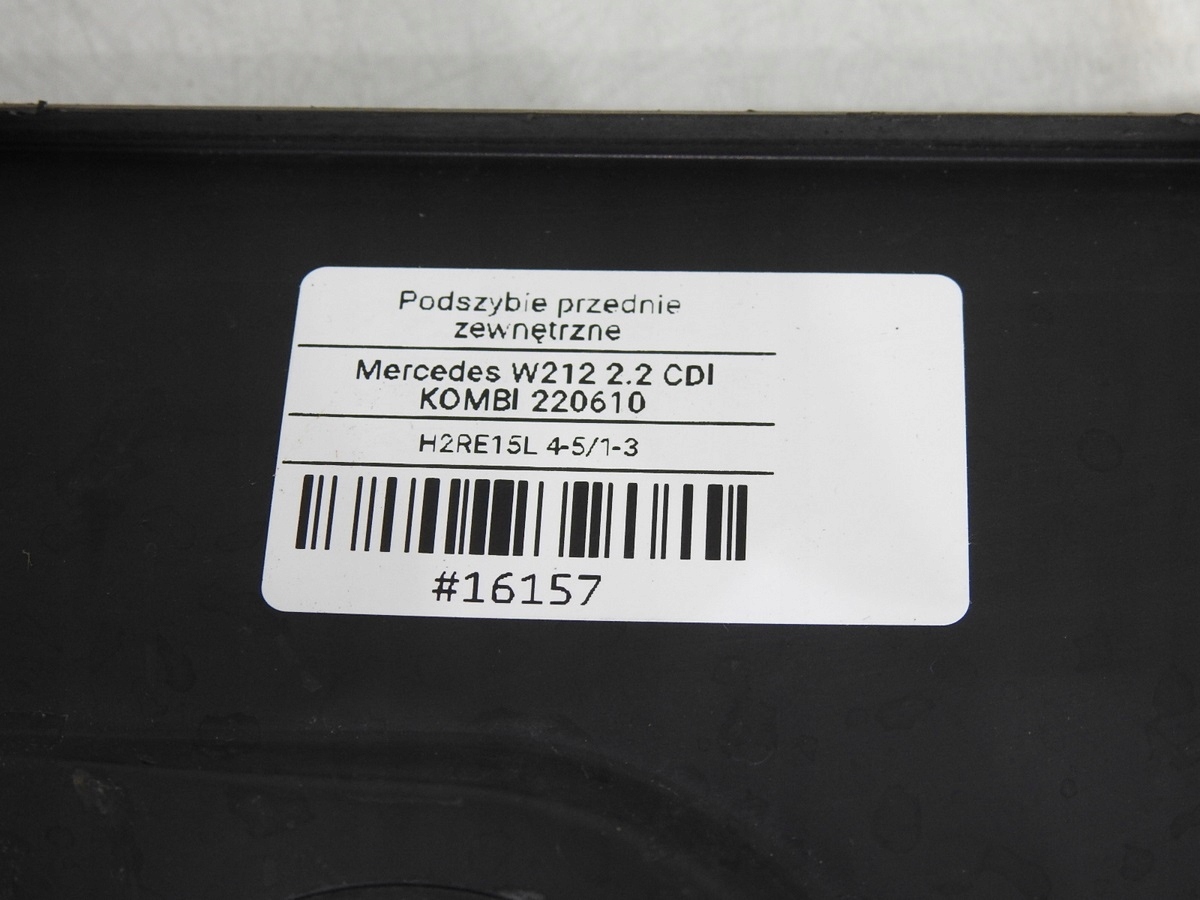 Podszybie przednie
zewnętrzne
Mercedes W212 2.2 CDI
KOMBI 220610
H2RE15L 4-5/1-3
#16157